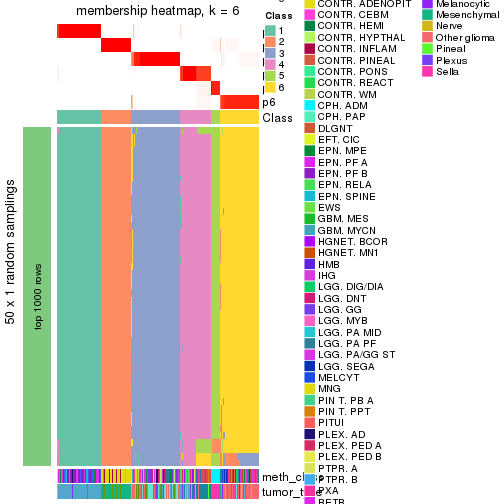 membership heatmap, k = 6
Class
1
2
3
4
5
6
p6
Class
50 x 1 random samplings
top 1000 rows
meth_cl
tumor_t
CONTR. ADENOPIT
CONTR. CEBM
CONTR. HEMI
CONTR. HYPTHAL
CONTR. INFLAM
CONTR. PINEAL
CONTR. PONS
CONTR. REACT
CONTR. WM
CPH. ADM
CPH. PAP
DLGNT
EFT. CIC
EPN. MPE
EPN. PF A
EPN. PF B
EPN. RELA
EPN. SPINE
EWS
GBM. MES
GBM. MYCN
HGNET. BCOR
HGNET. MN1
HMB
IHG
LGG. DIG/DIA
LGG. DNT
LGG. GG
LGG. MYB
LGG. PA MID
LGG. PA PF
LGG. PA/GG ST
LGG. SEGA
MELCYT
MNG
PIN T. PB A
PIN T. PPT
PITUI
PLEX. AD
PLEX. PED A
PLEX. PED B
PTPR. A
PTPR. B
PXA
RETB
Melanocytic
Mesenchymal
Nerve
Other glioma
Pineal
Plexus
Sella